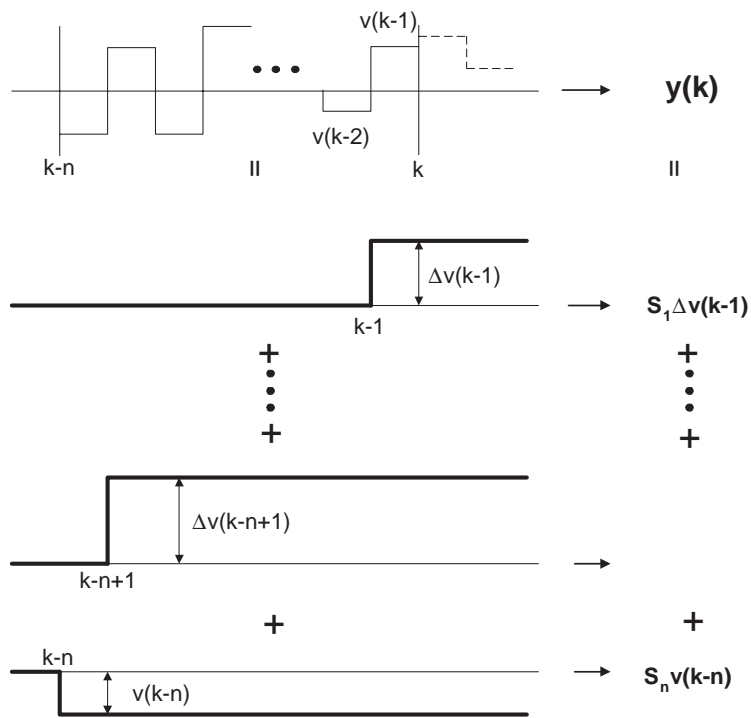 v(k-1)
y(k)
v(k-2)
k-n
II
k
II
Δv(k-1)
S₁Δv(k-1)
k-1
+
+
+
+
Δv(k-n+1)
k-n+1
+
+
k-n
v(k-n)
Sₙv(k-n)